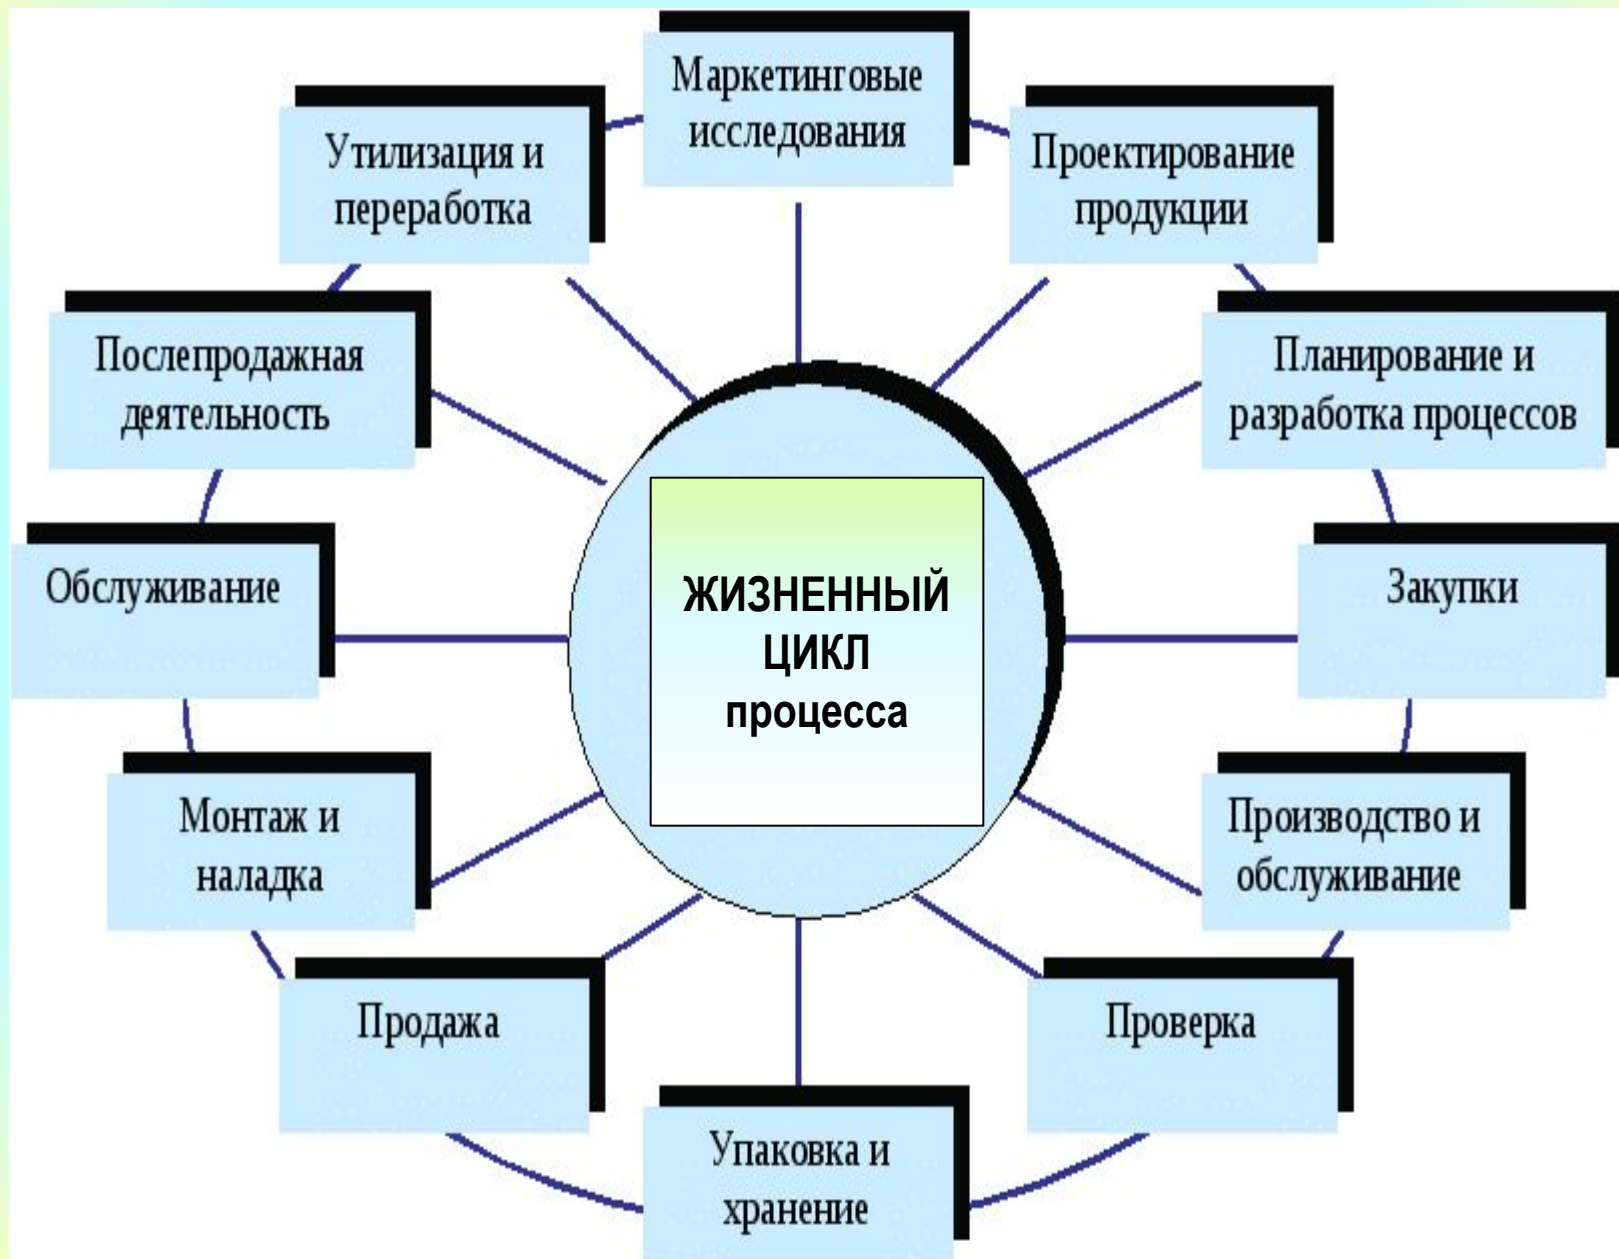 Маркетинговые
исследования
Проектирование
продукции
Планирование и
разработка процессов
Закупки
Производство и
обслуживание
Проверка
Упаковка и
хранение
Продажа
Монтаж и
наладка
Обслуживание
Послепродажная
деятельность
Утилизация и
переработка
ЖИЗНЕННЫЙ
ЦИКЛ
процесса